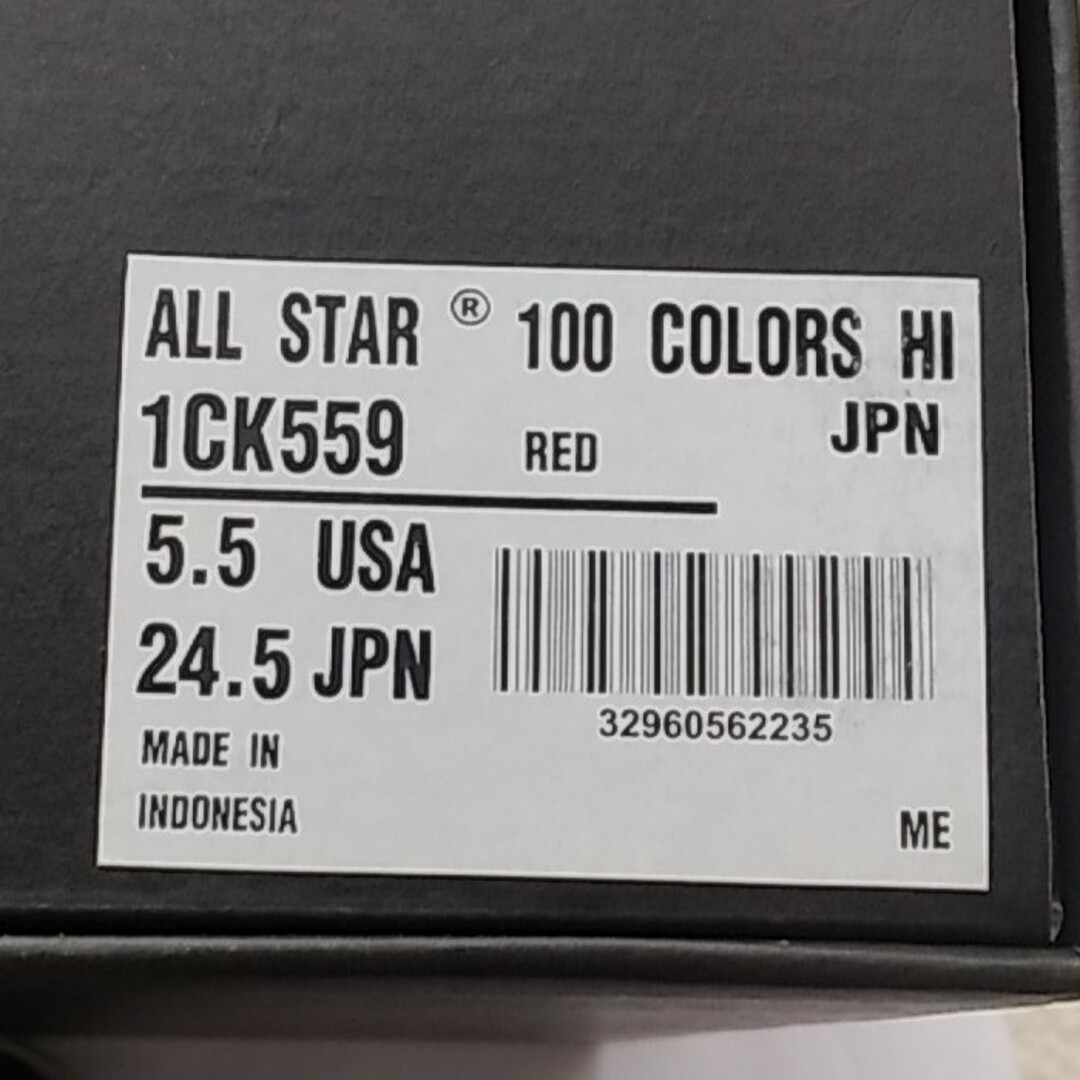 ALL STAR ® 100 COLORS HI
1CK559 RED JPN
5.5 USA
24.5 JPN
32960562235
MADE IN
INDONESIA
ME